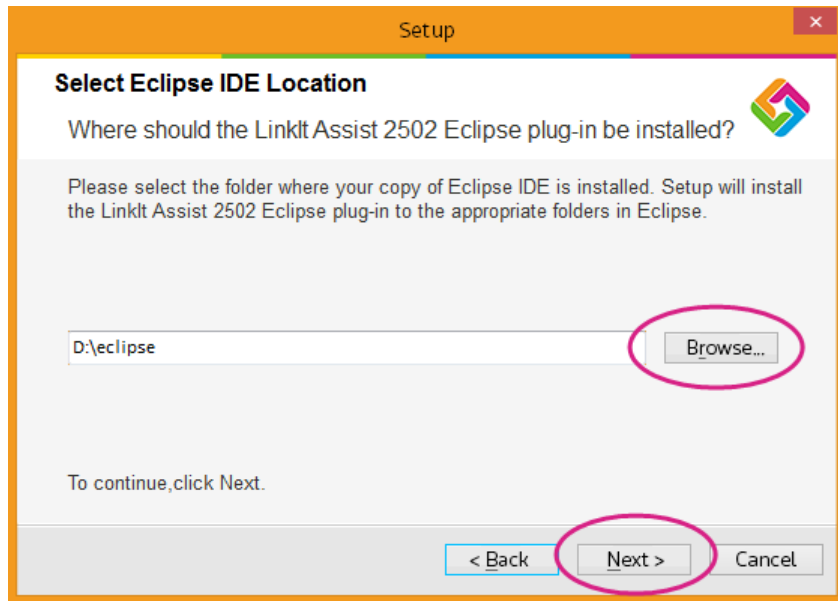 Setup
Select Eclipse IDE Location
Where should the LinkIt Assist 2502 Eclipse plug-in be installed?
Please select the folder where your copy of Eclipse IDE is installed. Setup will install
the LinkIt Assist 2502 Eclipse plug-in to the appropriate folders in Eclipse.
D:\eclipse
Browse...
To continue,click Next.
< Back
Next >
Cancel